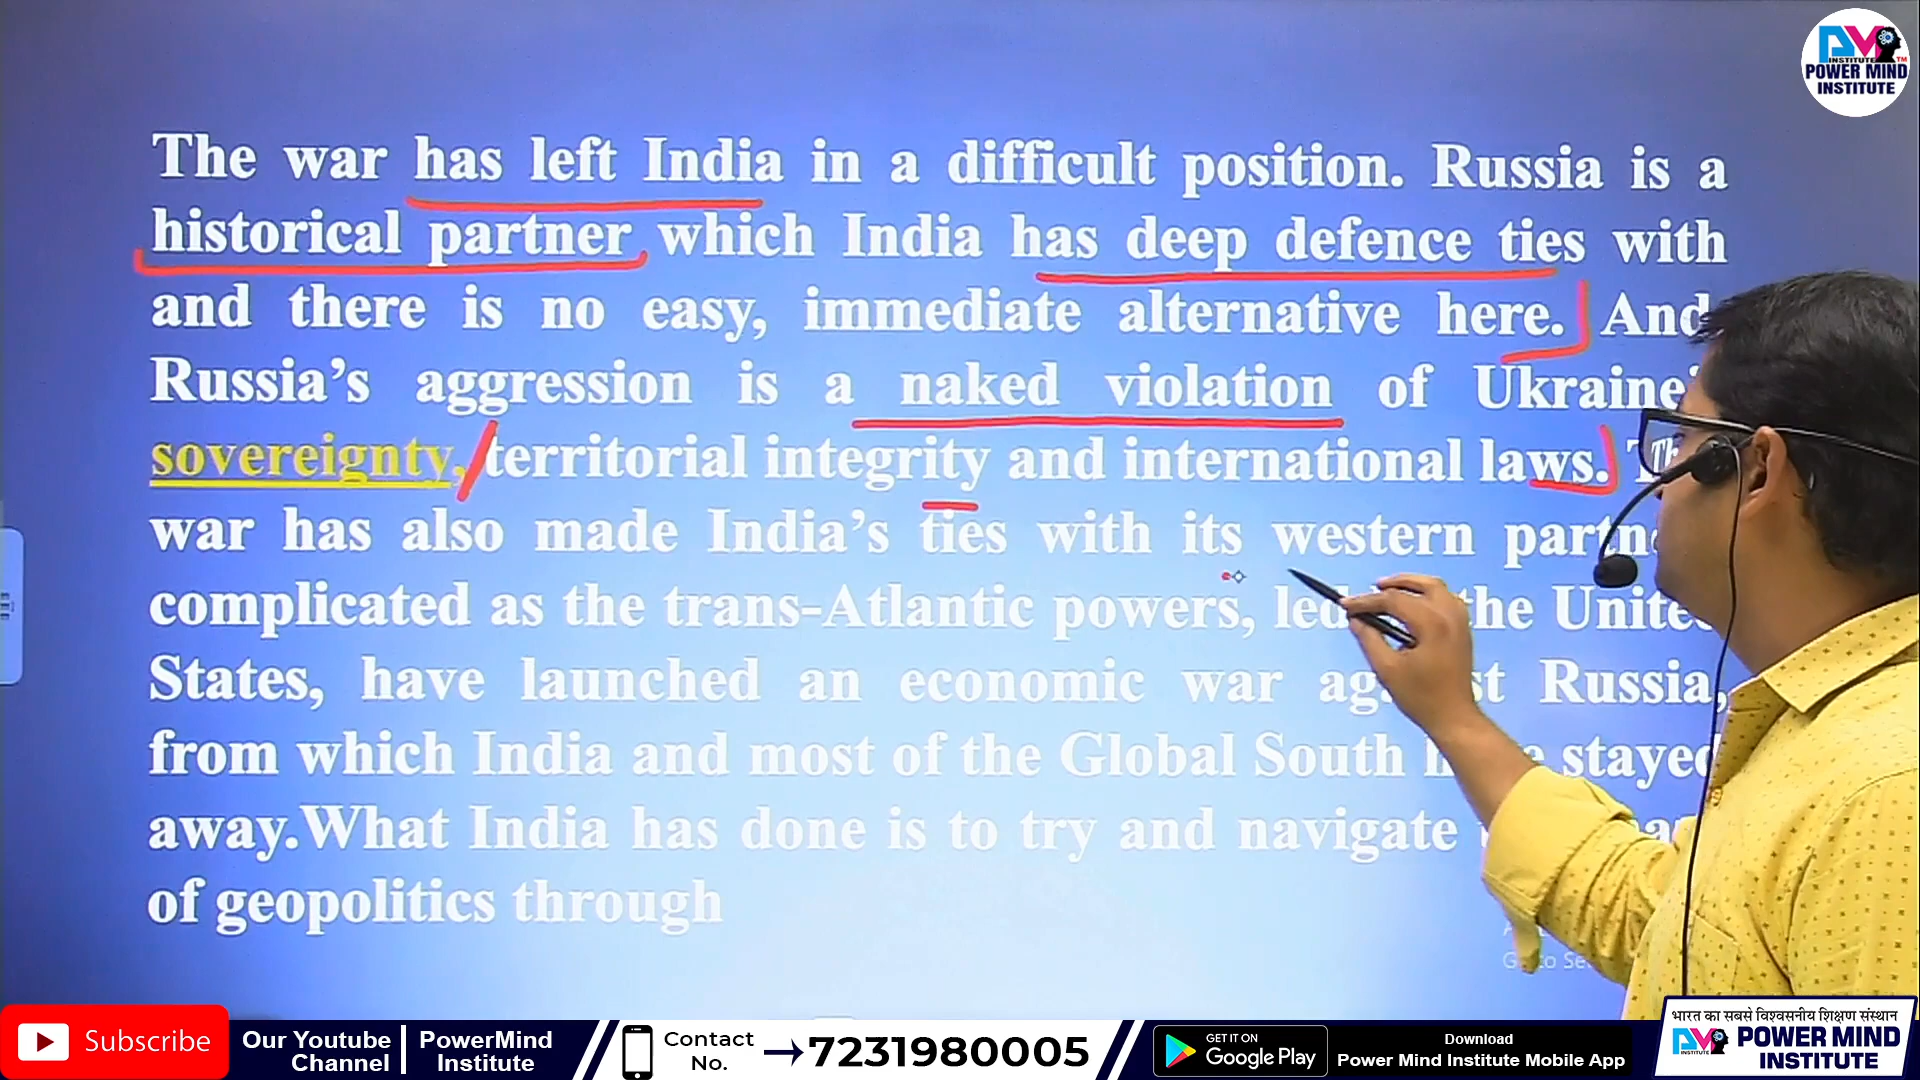 INSTITUTE
POWER MIND
INSTITUTE
The war has left India in a difficult position. Russia is a
historical partner which India has deep defence ties with
and there is no easy, immediate alternative here. And
Russia’s aggression is a naked violation of
sovereignty, territorial integrity and international laws.
war has also made India’s ties with its western
complicated as the trans-Atlantic powers, led the
States, have launched an economic war Russia,
from which India and most of the Global South stayed
away.What India has done is to try and navigate
of geopolitics through
Subscribe
Our Youtube
Channel
PowerMind
Institute
Contact
No.
7231980005
GET IT ON
Google Play
Download
Power Mind Institute Mobile App
भारत का सबसे विश्वसनीय शिक्षण संस्थान
POWER MIND
INSTITUTE